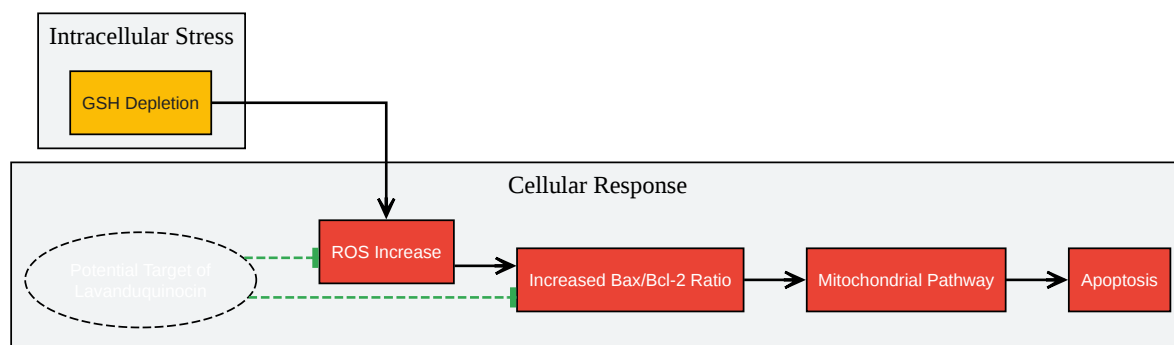 Intracellular Stress
GSH Depletion
Cellular Response
Potential Target of
Lavanduquinocin
ROS Increase
Increased Bax/Bcl-2 Ratio
Mitochondrial Pathway
Apoptosis